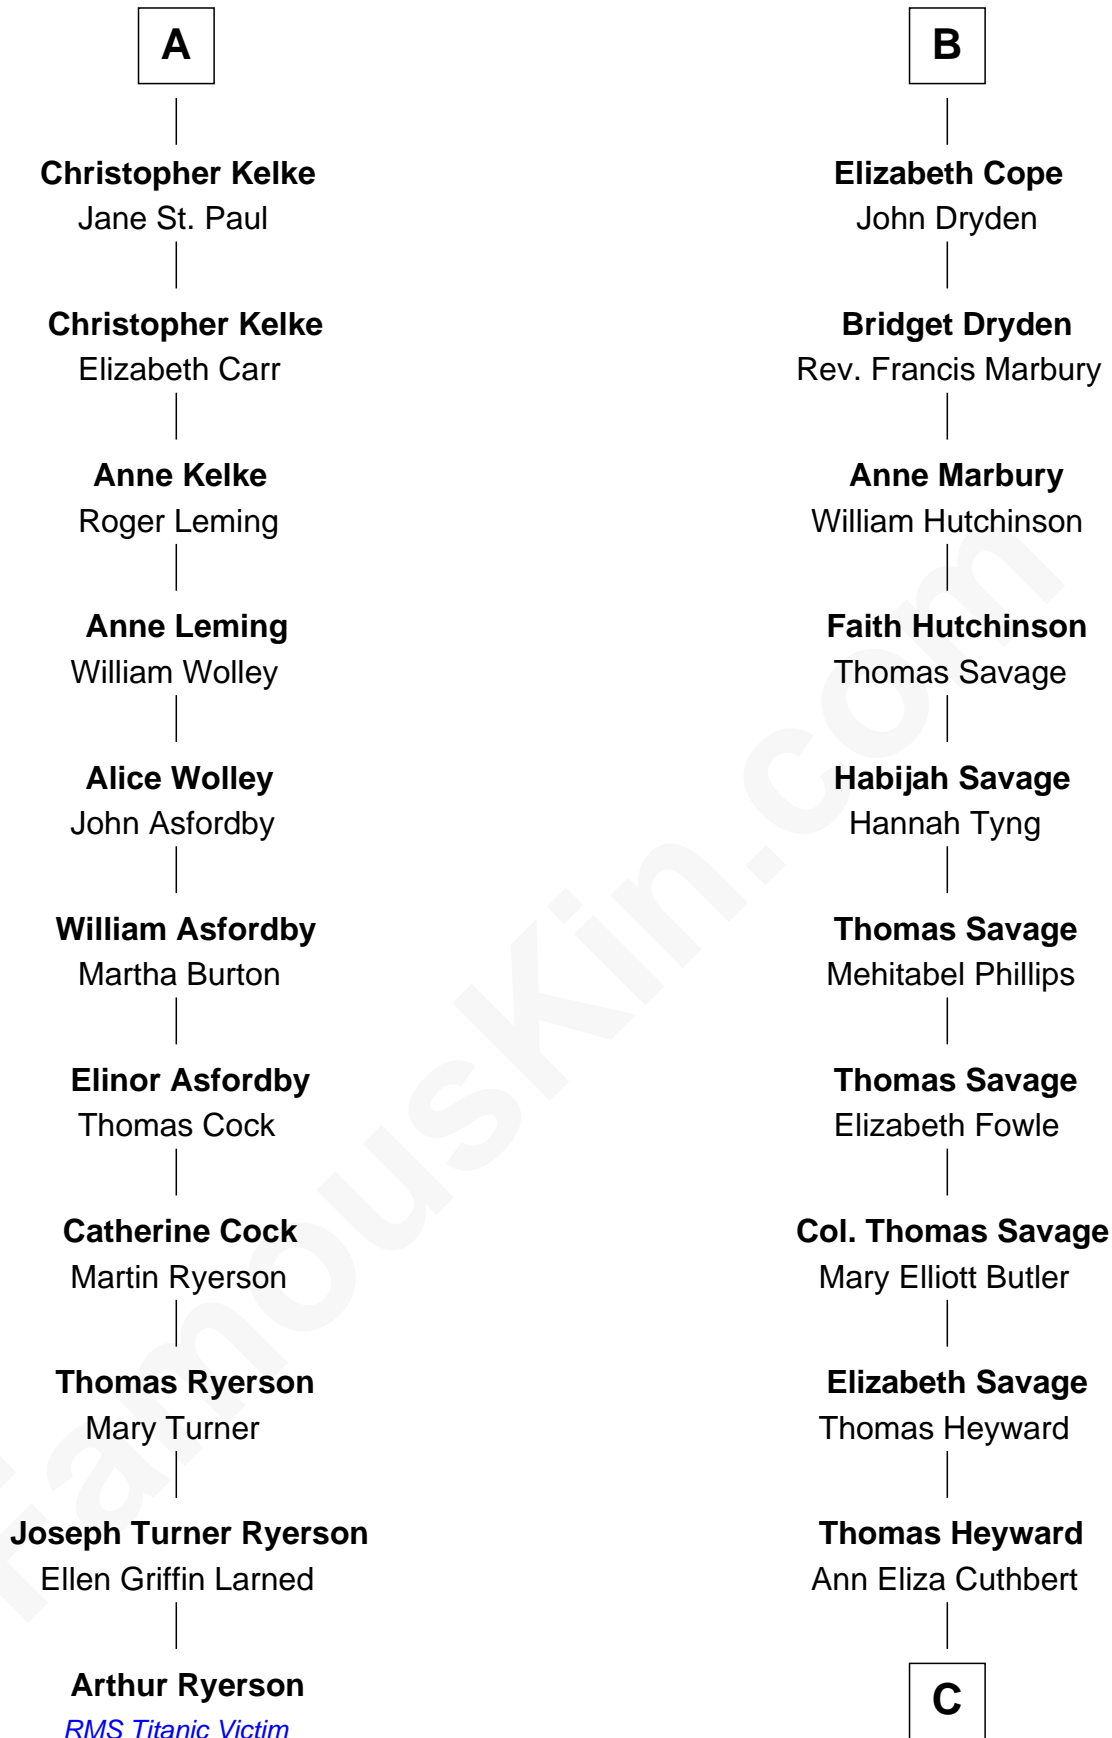 A
Christopher Kelke
Jane St. Paul
Christopher Kelke
Elizabeth Carr
Anne Kelke
Roger Leming
Anne Leming
William Wolley
Alice Wolley
John Asfordby
William Asfordby
Martha Burton
Elinor Asfordby
Thomas Cock
Catherine Cock
Martin Ryerson
Thomas Ryerson
Mary Turner
Joseph Turner Ryerson
Ellen Griffin Larned
Arthur Ryerson
RMS Titanic Victim
B
Elizabeth Cope
John Dryden
Bridget Dryden
Rev. Francis Marbury
Anne Marbury
William Hutchinson
Faith Hutchinson
Thomas Savage
Habijah Savage
Hannah Tyng
Thomas Savage
Mehitabel Phillips
Thomas Savage
Elizabeth Fowle
Col. Thomas Savage
Mary Elliott Butler
Elizabeth Savage
Thomas Heyward
Thomas Heyward
Ann Eliza Cuthbert
C
FamousKin.com